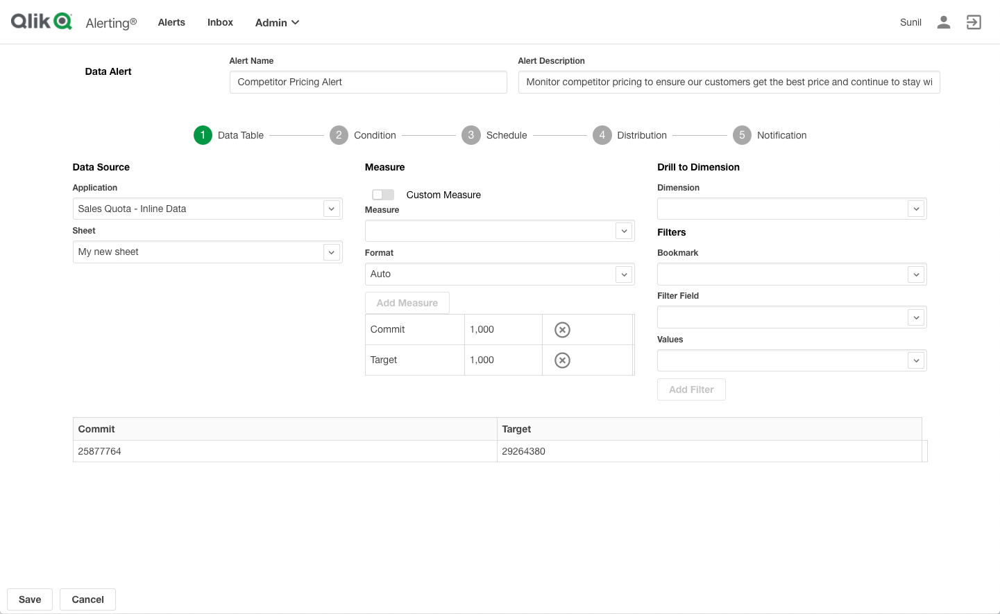 Qlik Alerting® Alerts Inbox Admin Sunil
Data Alert
Alert Name
Competitor Pricing Alert
Alert Description
Monitor competitor pricing to ensure our customers get the best price and continue to stay wi
1 Data Table 2 Condition 3 Schedule 4 Distribution 5 Notification
Data Source
Application
Sales Quota - Inline Data
Sheet
My new sheet
Measure
Custom Measure
Measure
Format
Auto
Add Measure
Commit 1,000
Target 1,000
Drill to Dimension
Dimension
Filters
Bookmark
Filter Field
Values
Add Filter
Commit Target
25877764 29264380
Save Cancel